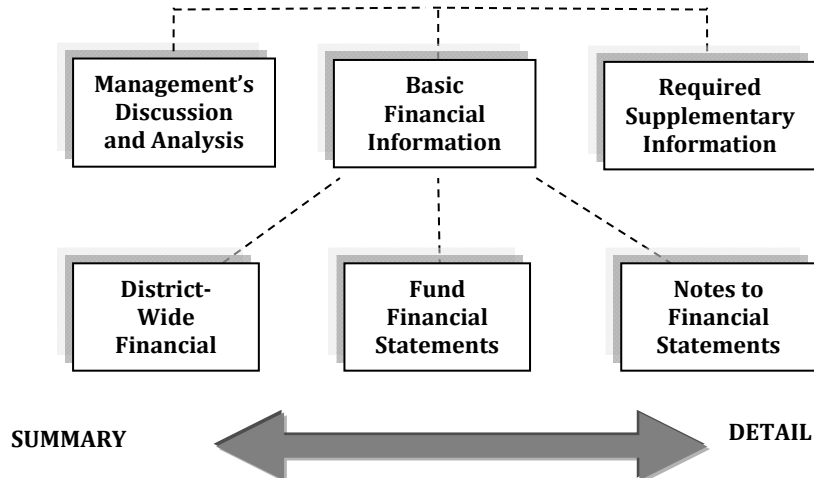 Management’s
Discussion
and Analysis
Basic
Financial
Information
Required
Supplementary
Information
District-
Wide
Financial
Fund
Financial
Statements
Notes to
Financial
Statements
SUMMARY
DETAIL